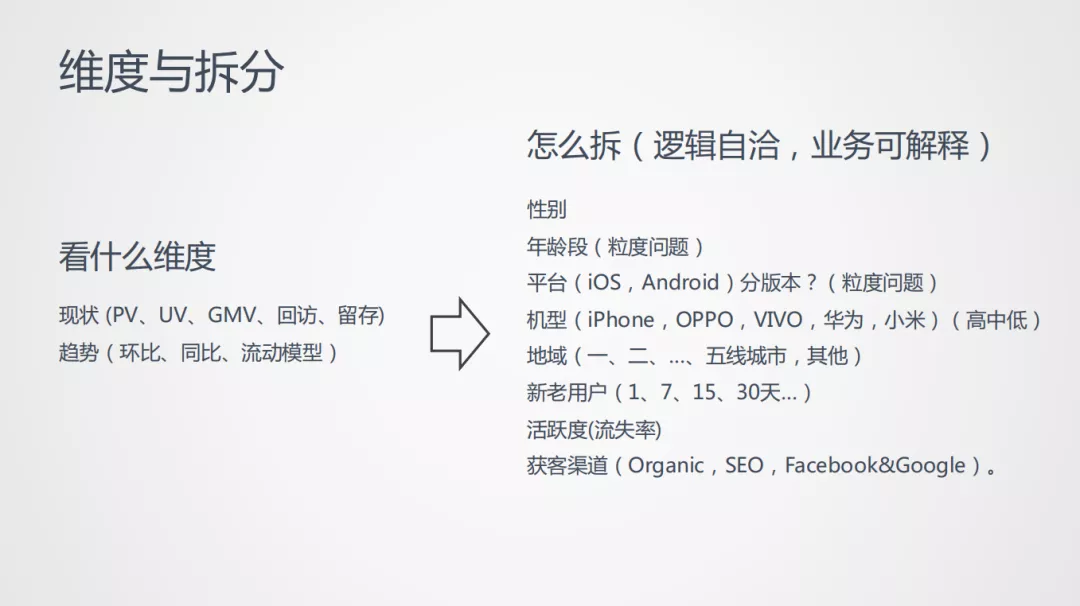 维度与拆分
看什么维度
现状 (PV、UV、GMV、回访、留存)
趋势（环比、同比、流动模型）
怎么拆（逻辑自洽，业务可解释）
性别
年龄段（粒度问题）
平台（iOS，Android）分版本？（粒度问题）
机型（iPhone，OPPO，VIVO，华为，小米）（高中低）
地域（一、二、…、五线城市，其他）
新老用户（1、7、15、30天…）
活跃度(流失率)
获客渠道（Organic，SEO，Facebook&Google）。